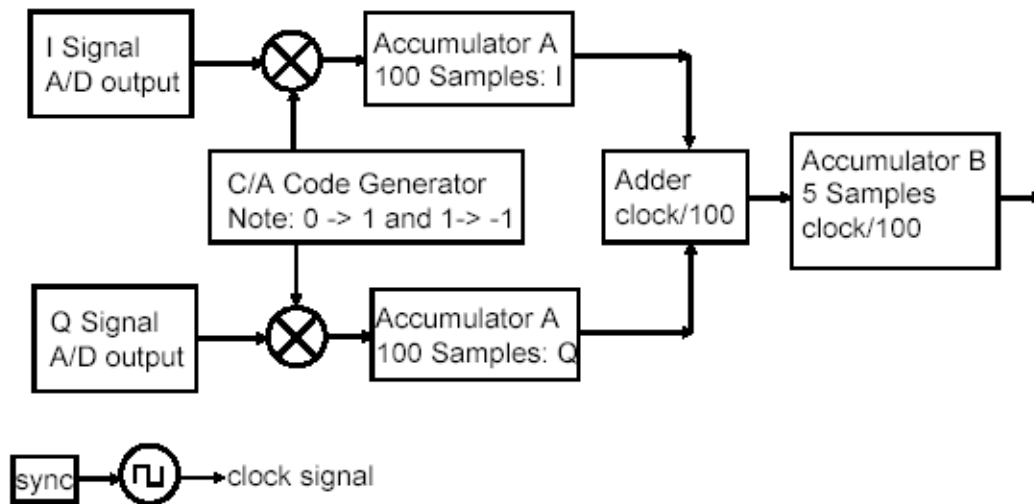 I Signal
A/D output
Accumulator A
100 Samples: I
C/A Code Generator
Note: 0 -> 1 and 1-> -1
Adder
clock/100
Accumulator B
5 Samples
clock/100
Q Signal
A/D output
Accumulator A
100 Samples: Q
sync
clock signal